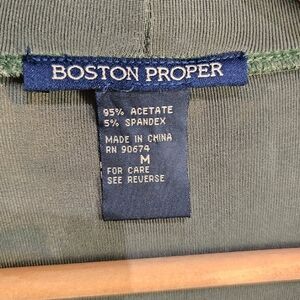 BOSTON PROPER
95% ACETATE
5% SPANDEX
MADE IN CHINA
RN 90674
M
FOR CARE
SEE REVERSE